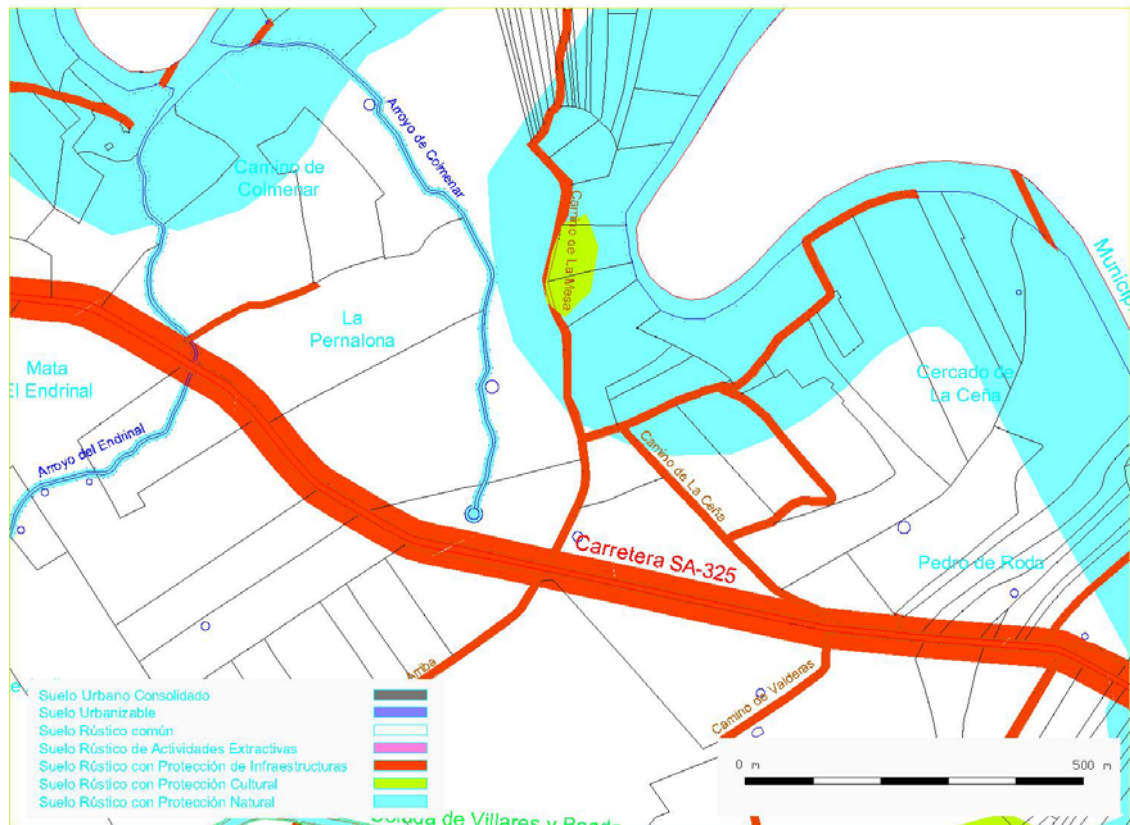 Arroyo de Colmenar
Camino de
Colmenar
Camino de La Mesa
Municip
La
Pernalona
Mata
El Endrinal
Cercado de
La Ceña
Arroyo del Endrinal
Camino de La Ceña
Carretera SA-325
Pedro de Roda
Camino de Valderas
Suelo Urbano Consolidado
Suelo Urbanizable
Suelo Rústico común
Suelo Rústico de Actividades Extractivas
Suelo Rústico con Protección de Infraestructuras
Suelo Rústico con Protección Cultural
Suelo Rústico con Protección Natural
0 m 500 m
de Villares y